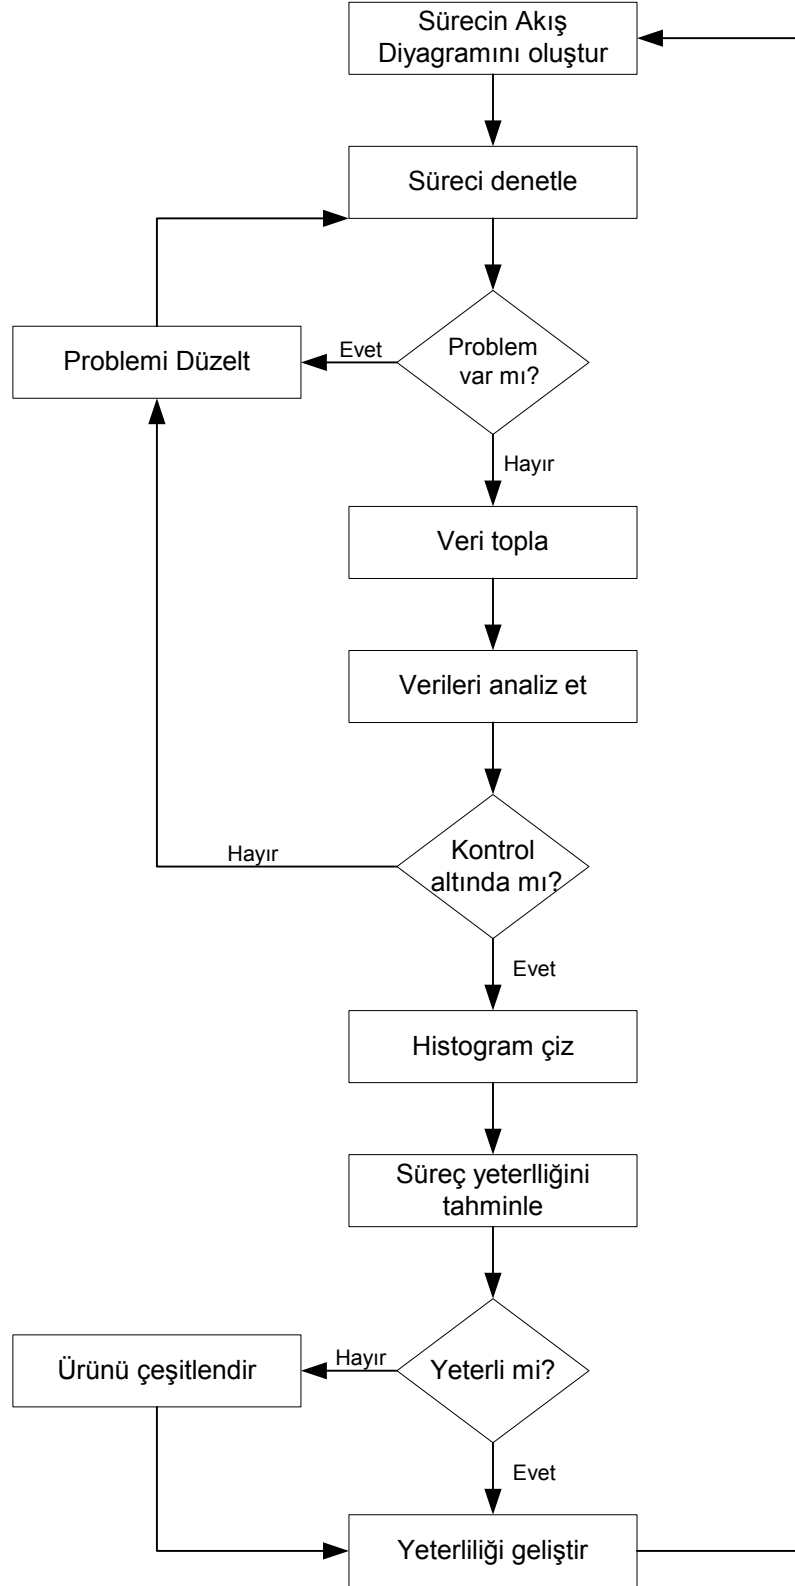 Sürecin Akış
Diyagramını oluştur
Süreci denetle
Problem
var mı?
Evet
Problemi Düzelt
Hayır
Veri topla
Verileri analiz et
Kontrol
altında mı?
Hayır
Evet
Histogram çiz
Süreç yeterlliğini
tahminle
Yeterli mi?
Hayır
Ürünü çeşitlendir
Evet
Yeterliliği geliştir